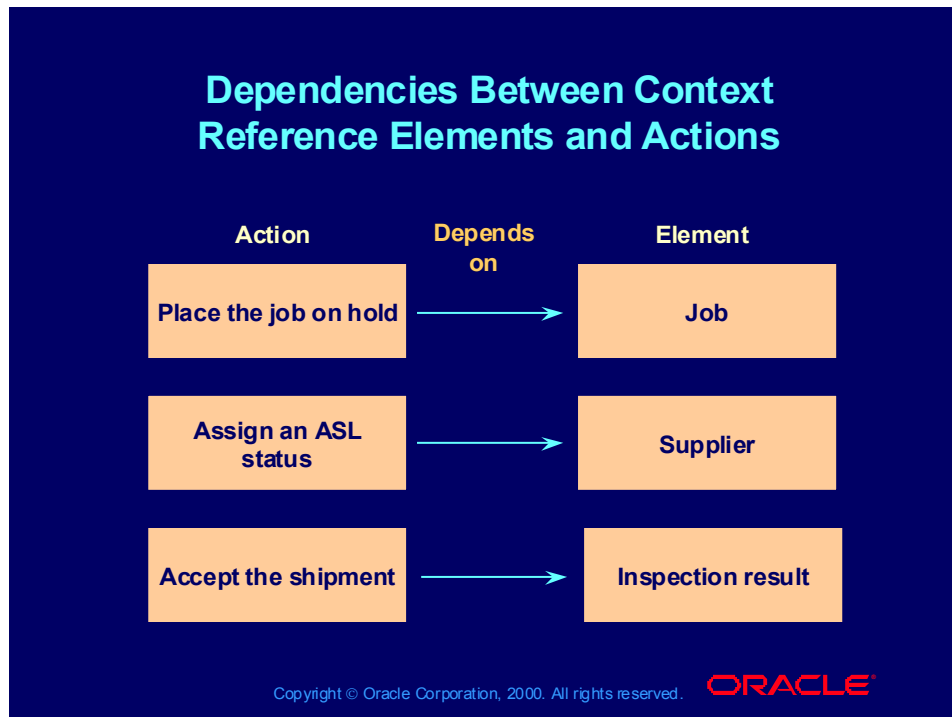 Dependencies Between Context
Reference Elements and Actions
Action
Depends
on
Element
Place the job on hold
Job
Assign an ASL
status
Supplier
Accept the shipment
Inspection result
Copyright © Oracle Corporation, 2000. All rights reserved.
ORACLE®